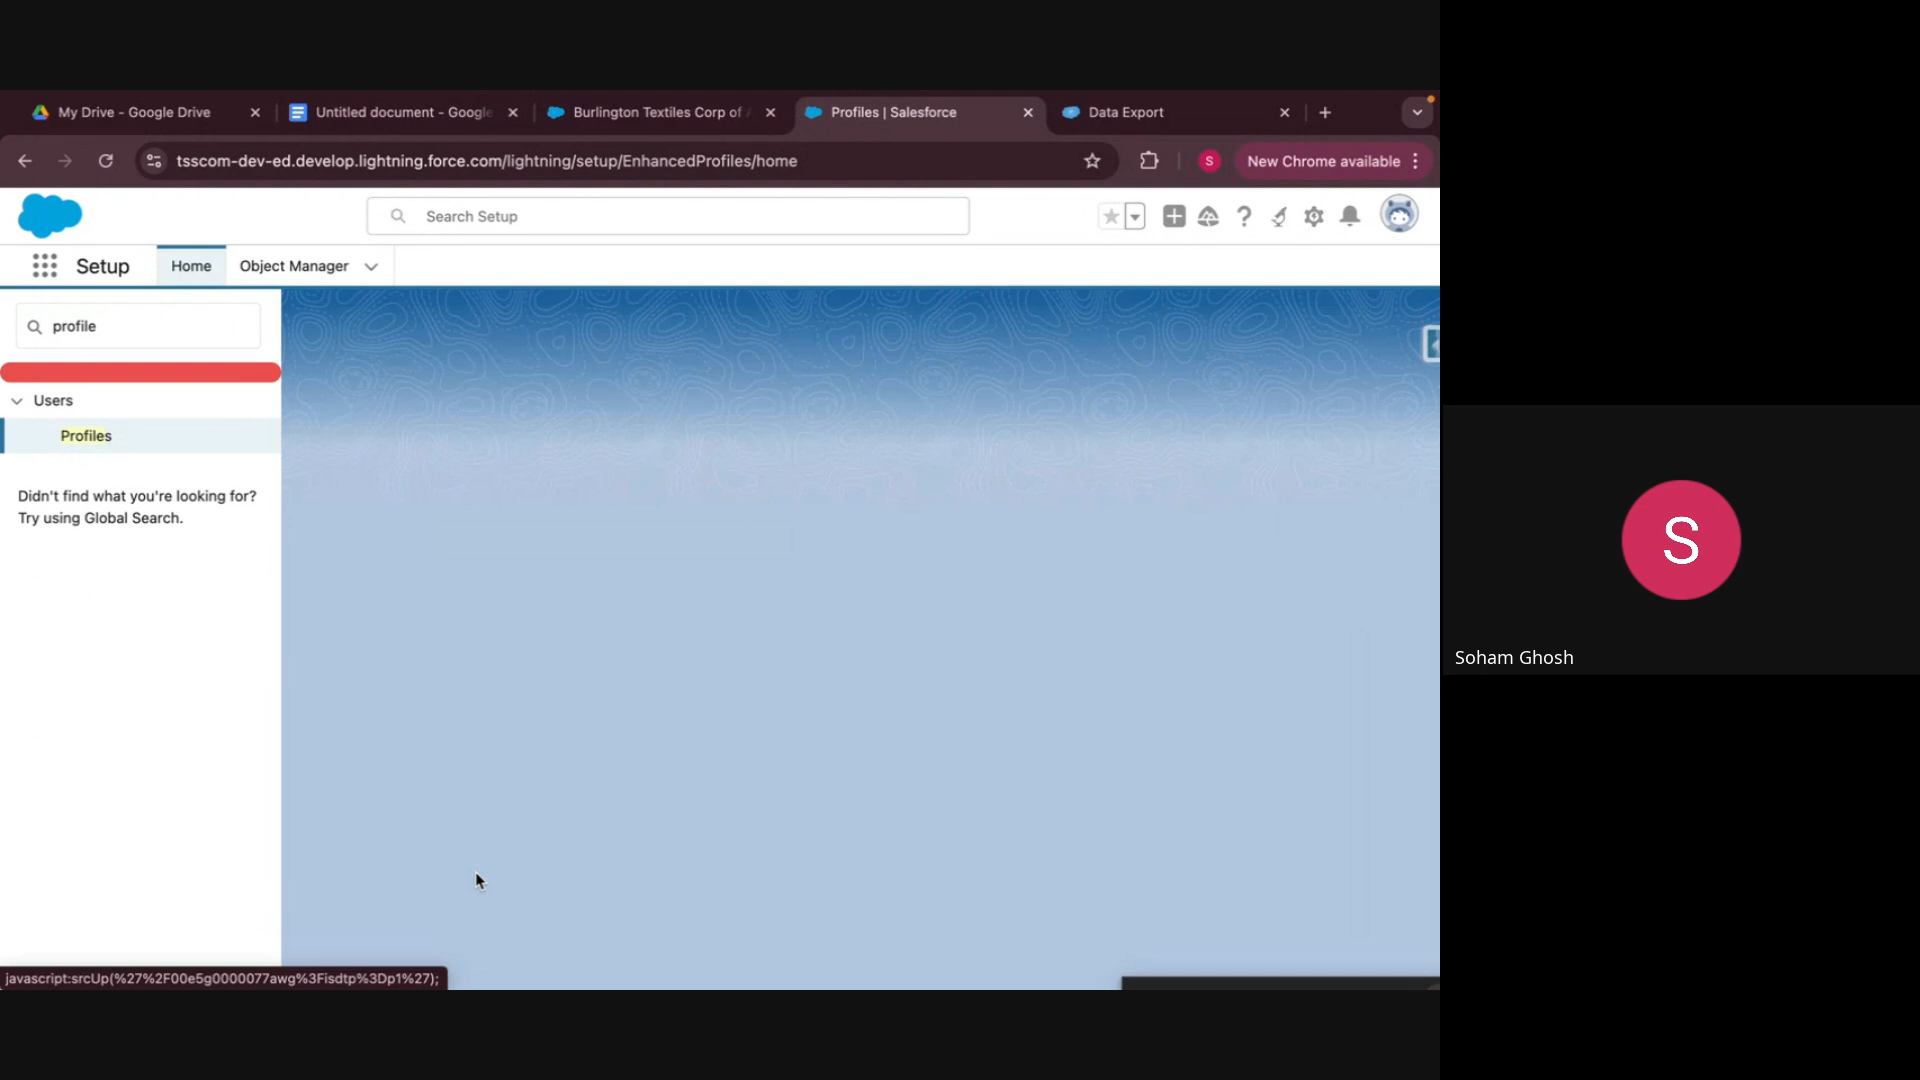 My Drive - Google Drive
Untitled document - Google
Burlington Textiles Corp of
Profiles | Salesforce
Data Export
tsscom-dev-ed.develop.lightning.force.com/lightning/setup/EnhancedProfiles/home
S
New Chrome available
Search Setup
Setup
Home
Object Manager
profile
Users
Profiles
Didn't find what you're looking for?
Try using Global Search.
S
Soham Ghosh
javascript:srcUp(%27%2F00e5g0000077awg%3Fisdtp%3Dp1%27);